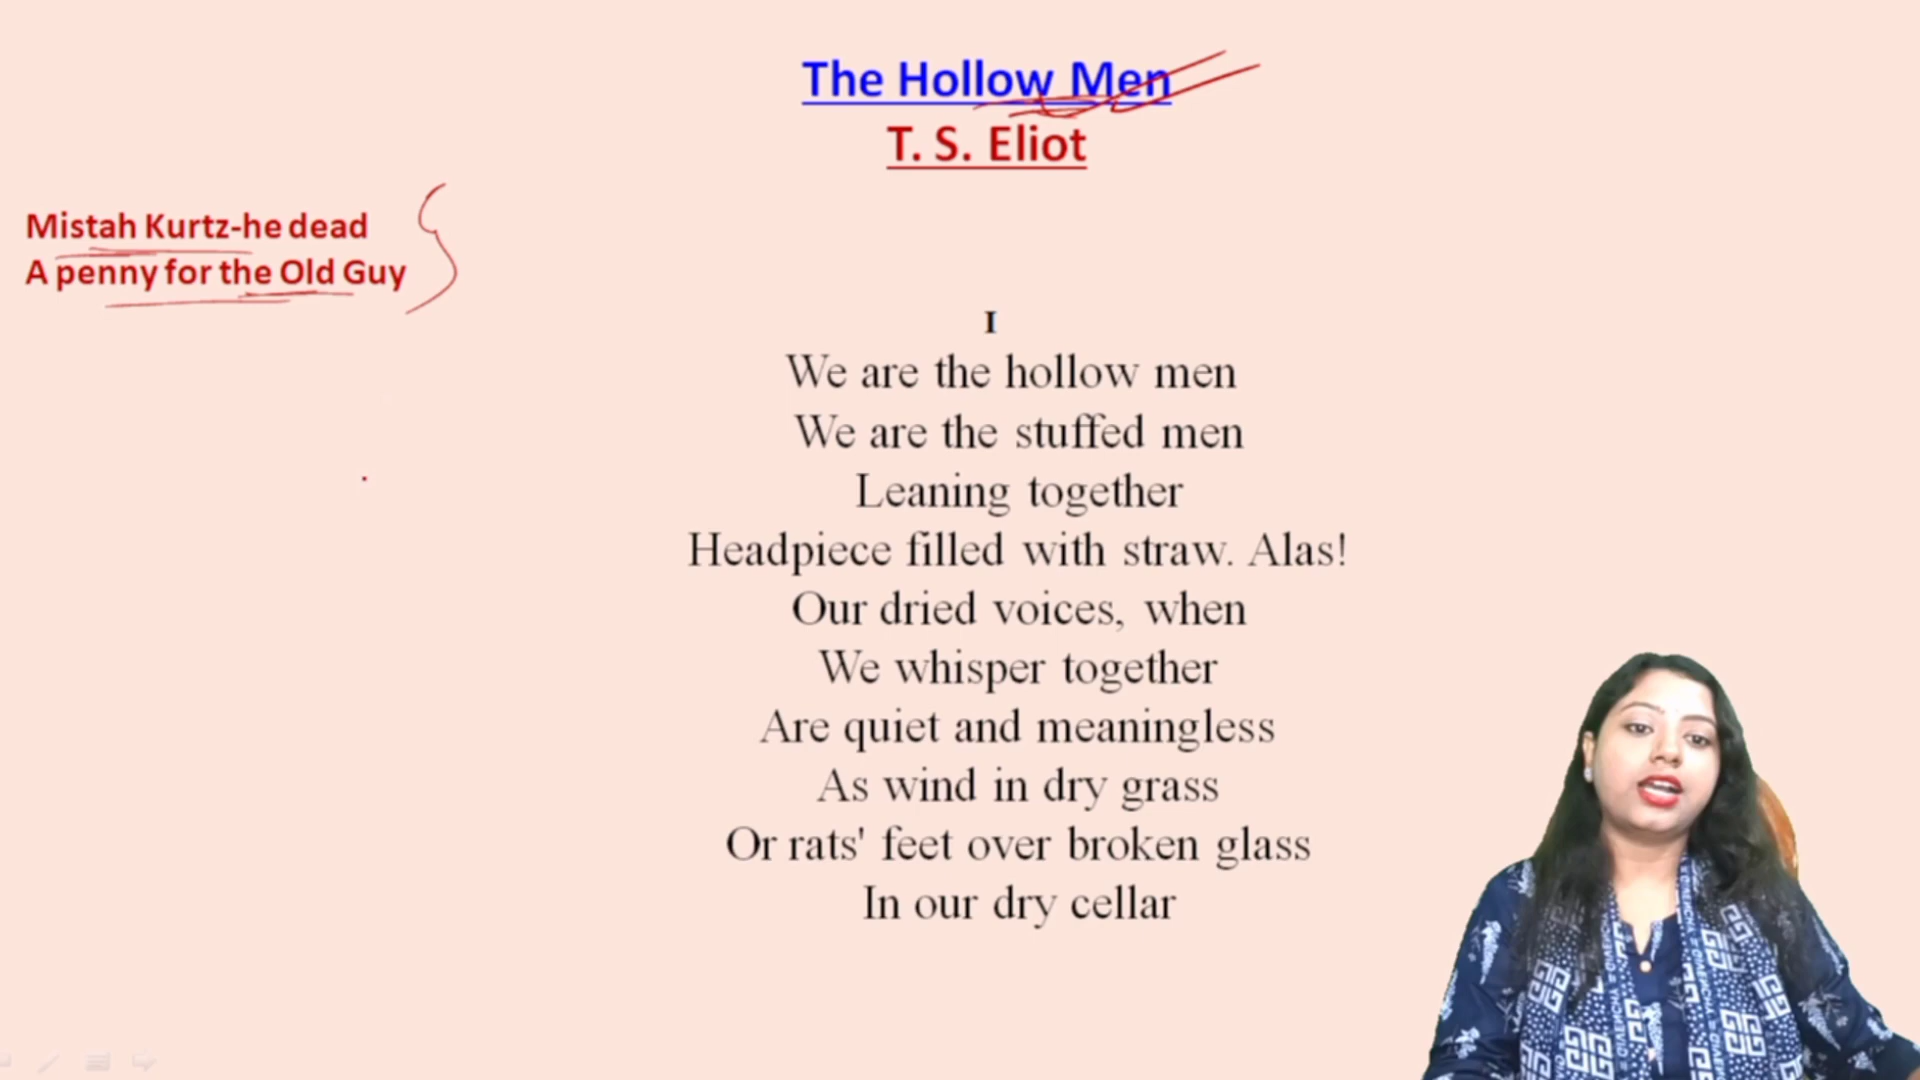 The Hollow Men
T. S. Eliot
Mistah Kurtz-he dead
A penny for the Old Guy
I
We are the hollow men
We are the stuffed men
Leaning together
Headpiece filled with straw. Alas!
Our dried voices, when
We whisper together
Are quiet and meaningless
As wind in dry grass
Or rats' feet over broken glass
In our dry cellar